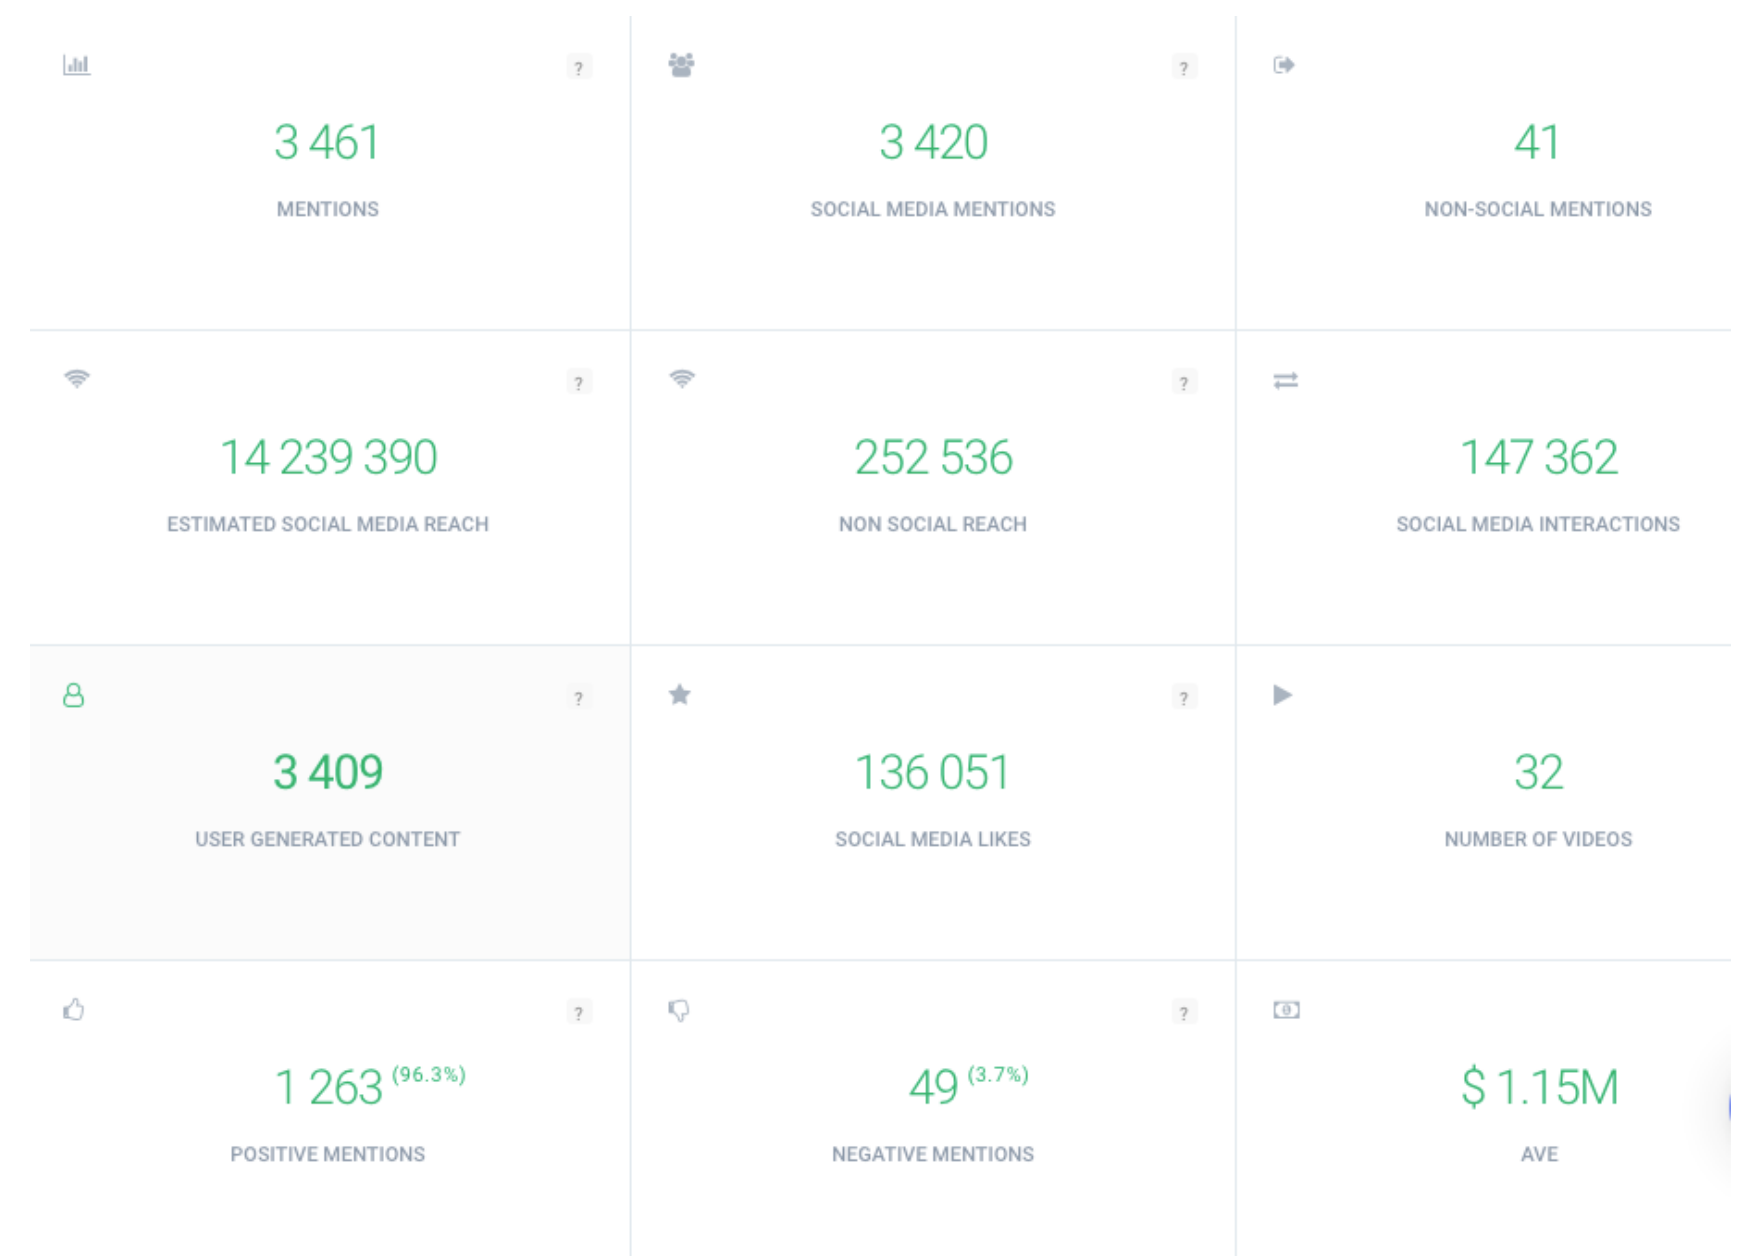 ? ?
3 461 3 420 41
MENTIONS SOCIAL MEDIA MENTIONS NON-SOCIAL MENTIONS
? ?
14 239 390 252 536 147 362
ESTIMATED SOCIAL MEDIA REACH NON SOCIAL REACH SOCIAL MEDIA INTERACTIONS
? ?
3 409 136 051 32
USER GENERATED CONTENT SOCIAL MEDIA LIKES NUMBER OF VIDEOS
? ?
1 263 (96.3%) 49 (3.7%) $ 1.15M
POSITIVE MENTIONS NEGATIVE MENTIONS AVE